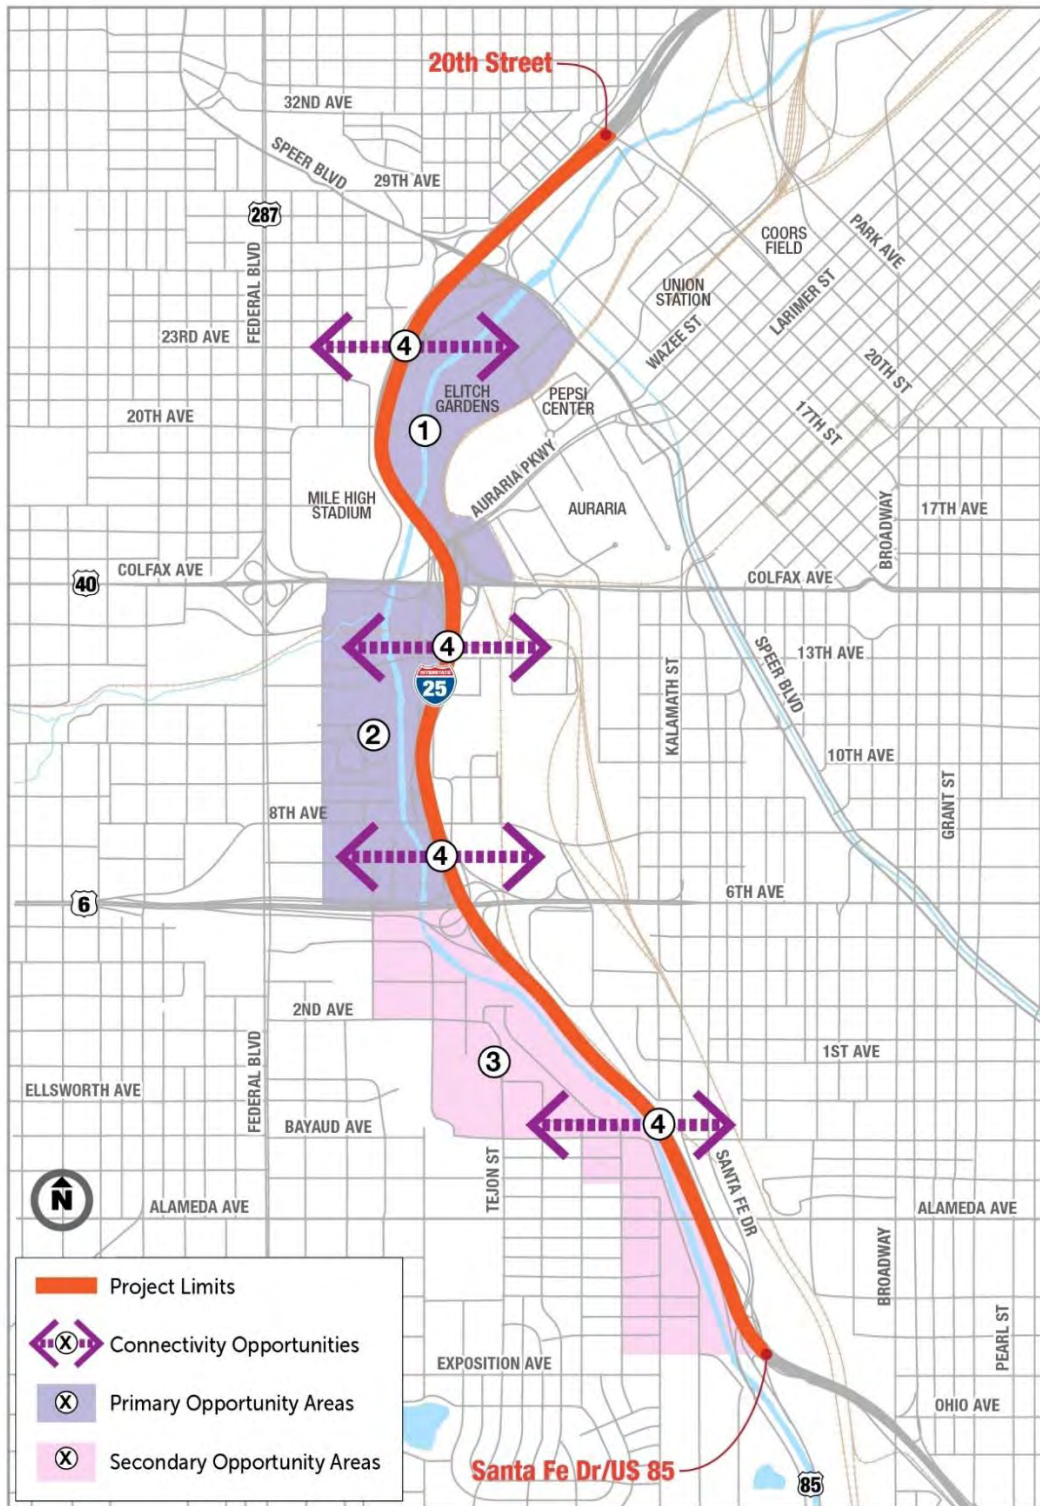 20th Street
32ND AVE
SPEER BLVD
29TH AVE
287
FEDERAL BLVD
COORS
FIELD
PARK AVE
UNION
STATION
LARIMER ST
WAZEE ST
20TH ST
23RD AVE
4
ELITCH
GARDENS
PEPSI
CENTER
17TH ST
20TH AVE
1
AURARIA PKWY
MILE HIGH
STADIUM
AURARIA
BROADWAY
17TH AVE
40
COLFAX AVE
COLFAX AVE
4
INTERSTATE
25
KALAMATH ST
SPEER BLVD
13TH AVE
2
10TH AVE
8TH AVE
GRANT ST
4
6
6TH AVE
2ND AVE
FEDERAL BLVD
3
1ST AVE
ELLSWORTH AVE
BAYAUD AVE
4
TEJON ST
SANTA FE DR
N
ALAMEDA AVE
ALAMEDA AVE
BROADWAY
PEARL ST
EXPOSITION AVE
OHIO AVE
Santa Fe Dr/US 85
85
Project Limits
X Connectivity Opportunities
X Primary Opportunity Areas
X Secondary Opportunity Areas